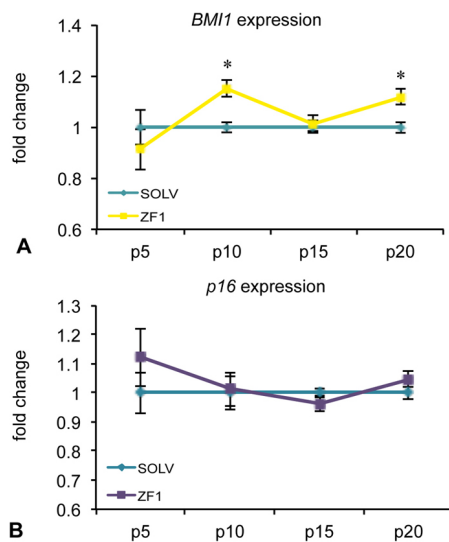 BMI1 expression
fold change
1.4
1.2
1
0.8
0.6
*
*
SOLV
ZF1
A
p5 p10 p15 p20
p16 expression
fold change
1.3
1.2
1.1
1
0.9
0.8
0.7
0.6
SOLV
ZF1
B
p5 p10 p15 p20